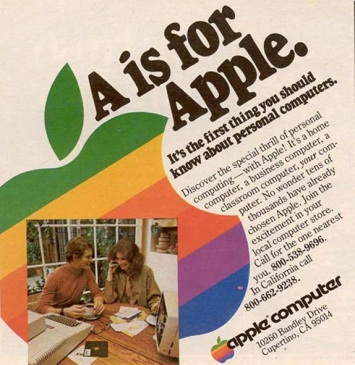 A is for
Apple.
It's the first thing you should
know about personal computers.
Discover the special thrill of personal
computing—with Apple! It's a home
computer, a business computer, a
classroom computer, your com-
puter. No wonder tens of
thousands have already
chosen Apple. Join the
excitement in your
local computer store.
Call for the one nearest
you. 800-538-9696.
In California call
800-662-9238.
apple computer
10260 Bandley Drive
Cupertino, CA 95014